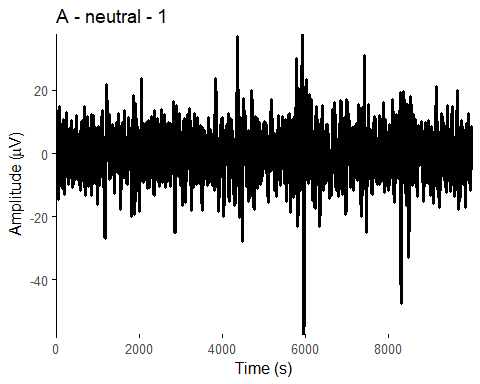 A - neutral - 1
20
0
-20
-40
Amplitude (μV)
0 2000 4000 6000 8000
Time (s)